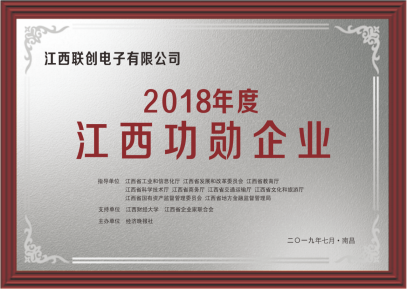 江西联创电子有限公司
2018年度
江西功勋企业
指导单位 江西省工业和信息化厅 江西省发展和改革委员会 江西省教育厅
江西省科学技术厅 江西省商务厅 江西省交通运输厅 江西省文化和旅游厅
江西省国有资产监督管理委员会 江西省地方金融监督管理局
支持单位 江西财经大学 江西省企业家联合会
主办单位 经济晚报社
二〇一九年七月·南昌